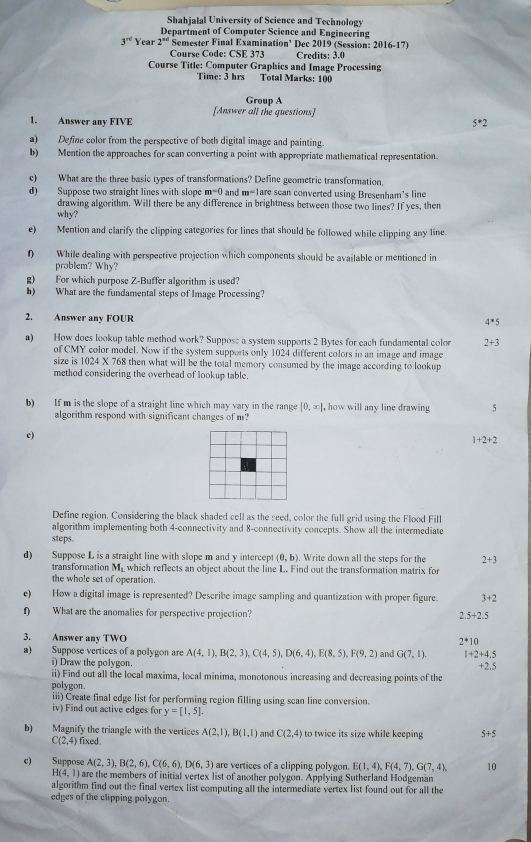 Shahjalal University of Science and Technology
Department of Computer Science and Engineering
3rd Year 2nd Semester Final Examination' Dec 2019 (Session: 2016-17)
Course Code: CSE 373 Credits: 3.0
Course Title: Computer Graphics and Image Processing
Time: 3 hrs Total Marks: 100
Group A
[Answer all the questions]
1. Answer any FIVE 5*2
a) Define color from the perspective of both digital image and painting.
b) Mention the approaches for scan converting a point with appropriate mathematical representation.
c) What are the three basic types of transformations? Define geometric transformation.
d) Suppose two straight lines with slope m=0 and m=1are scan converted using Bresenham's line
drawing algorithm. Will there be any difference in brightness between those two lines? If yes, then
why?
e) Mention and clarify the clipping categories for lines that should be followed while clipping any line.
f) While dealing with perspective projection which components should be available or mentioned in
problem? Why?
g) For which purpose Z-Buffer algorithm is used?
h) What are the fundamental steps of Image Processing?
2. Answer any FOUR 4*5
a) How does lookup table method work? Suppose a system supports 2 Bytes for each fundamental color 2+3
of CMY color model. Now if the system supports only 1024 different colors in an image and image
size is 1024 X 768 then what will be the total memory consumed by the image according to lookup
method considering the overhead of lookup table.
b) If m is the slope of a straight line which may vary in the range [0, ∞], how will any line drawing 5
algorithm respond with significant changes of m?
c) 1+2+2
Define region. Considering the black shaded cell as the seed, color the full grid using the Flood Fill
algorithm implementing both 4-connectivity and 8-connectivity concepts. Show all the intermediate
steps.
d) Suppose L is a straight line with slope m and y intercept (0, b). Write down all the steps for the 2+3
transformation ML which reflects an object about the line L. Find out the transformation matrix for
the whole set of operation.
e) How a digital image is represented? Describe image sampling and quantization with proper figure. 3+2
f) What are the anomalies for perspective projection? 2.5+2.5
3. Answer any TWO 2*10
a) Suppose vertices of a polygon are A(4, 1), B(2, 3), C(4, 5), D(6, 4), E(8, 5), F(9, 2) and G(7, 1). 1+2+4.5
i) Draw the polygon. +2.5
ii) Find out all the local maxima, local minima, monotonous increasing and decreasing points of the
polygon.
iii) Create final edge list for performing region filling using scan line conversion.
iv) Find out active edges for y = [1, 5].
b) Magnify the triangle with the vertices A(2,1), B(1,1) and C(2,4) to twice its size while keeping 5+5
C(2,4) fixed.
c) Suppose A(2, 3), B(2, 6), C(6, 6), D(6, 3) are vertices of a clipping polygon. E(1, 4), F(4, 7), G(7, 4), 10
H(4, 1) are the members of initial vertex list of another polygon. Applying Sutherland Hodgeman
algorithm find out the final vertex list computing all the intermediate vertex list found out for all the
edges of the clipping polygon.